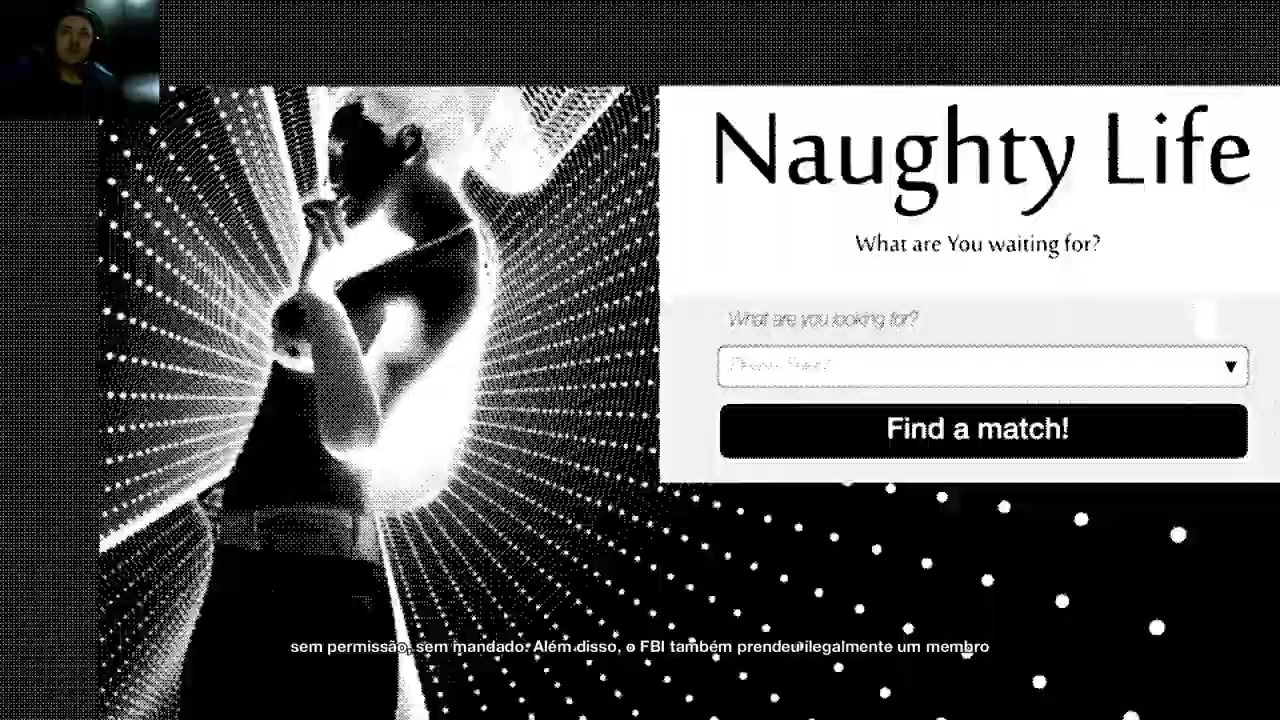 Naughty Life
What are You waiting for?
What are you looking for?
Find a match!
sem permissão, sem mandado. Além disso, o FBI também prendeu ilegalmente um membro